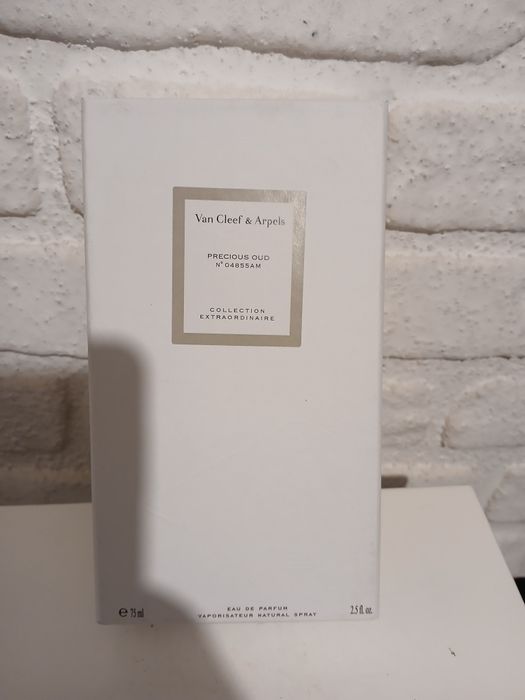 Van Cleef & Arpels
PRECIOUS OUD
N° 04855AM
COLLECTION
EXTRAORDINAIRE
℮ 75 ml
EAU DE PARFUM
VAPORISATEUR NATURAL SPRAY
2.5 fl. oz.